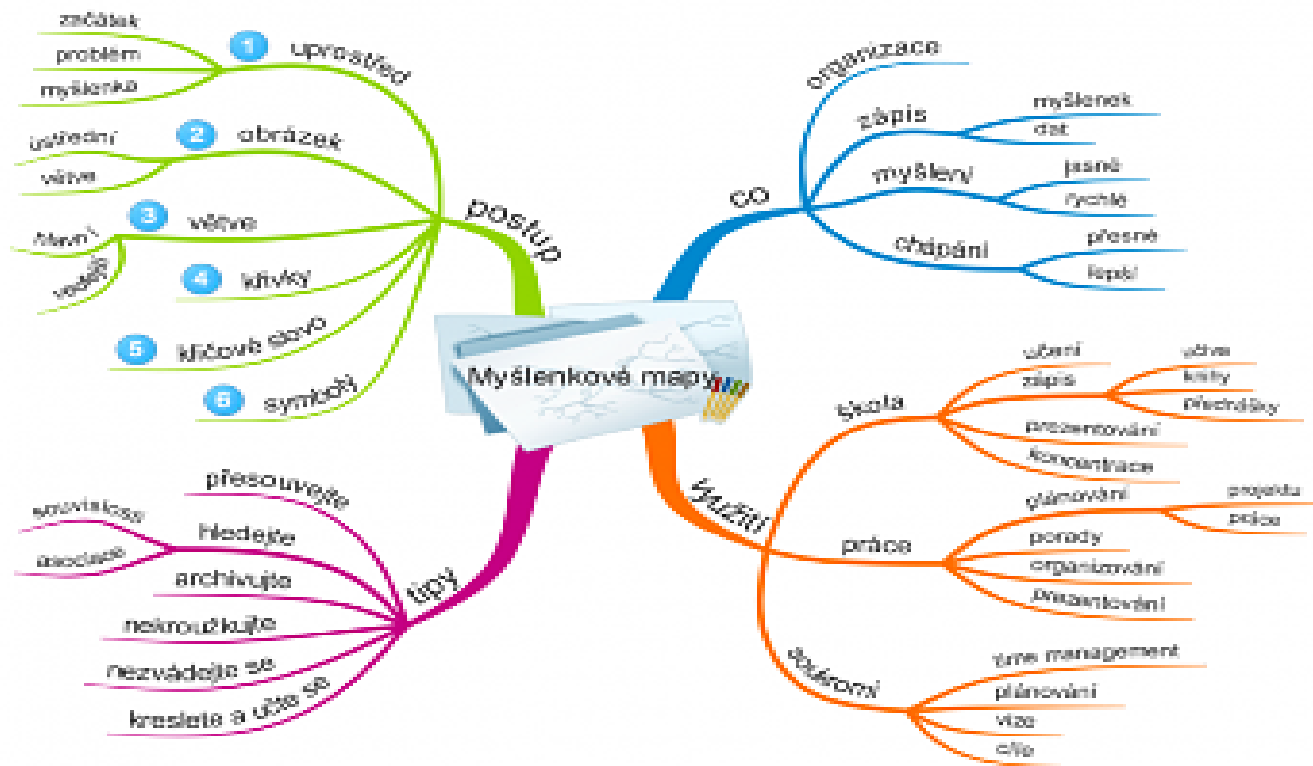 Myšlenkové mapy
postup
1 uprostřed
začátek
problém
myšlenka
2 obrázek
ústřední
větve
3 větve
hlavní
vedlejší
4 křivky
5 klíčové slovo
6 symboly
co
organizace
zápis
myšlenek
dat
myšlení
jasné
rychlé
chápání
přesné
lepší
využití
škola
učení
zápis
učiva
knihy
přednášky
prezentování
koncentrace
práce
plánování
projektu
práce
porady
organizování
prezentování
soukromí
time management
plánování
vize
cíle
tipy
přesouvejte
hledejte
souvislosti
asociace
archivujte
nekroužkujte
nezvádejte se
kreslete a učte se